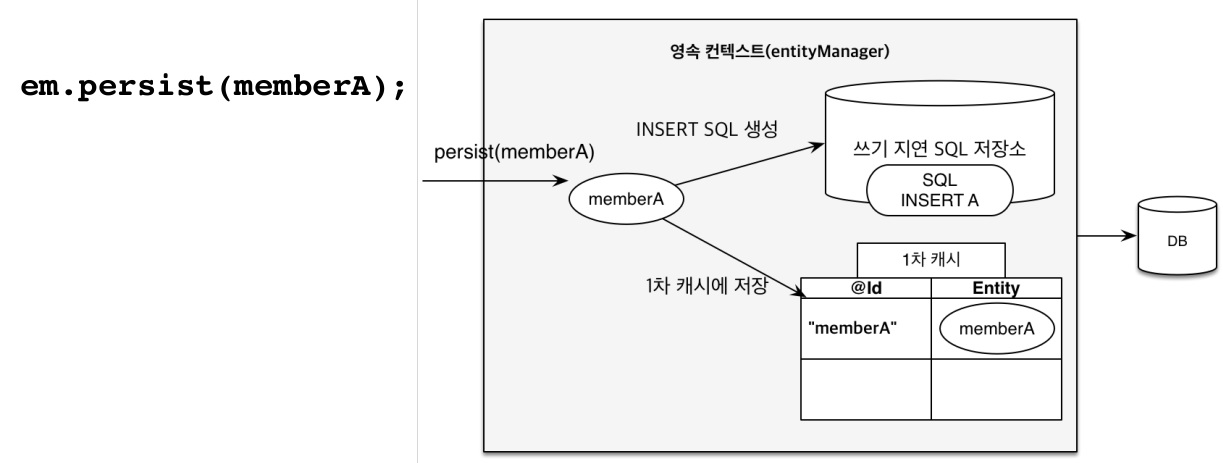 em.persist(memberA);
영속 컨텍스트(entityManager)
INSERT SQL 생성
persist(memberA)
쓰기 지연 SQL 저장소
SQL
INSERT A
memberA
DB
1차 캐시
1차 캐시에 저장
@Id
Entity
"memberA"
memberA